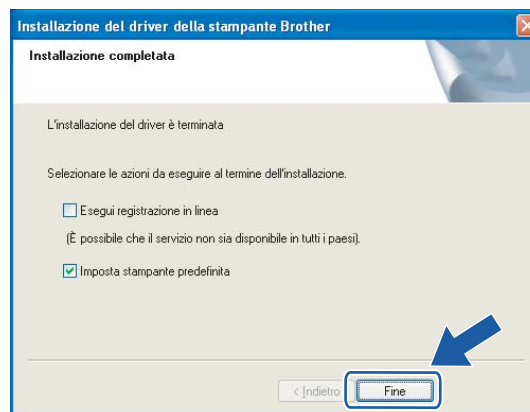 Installazione del driver della stampante Brother
Installazione completata
L'installazione del driver è terminata
Selezionare le azioni da eseguire al termine dell'installazione.
Esegui registrazione in linea
(È possibile che il servizio non sia disponibile in tutti i paesi).
Imposta stampante predefinita
< Indietro
Fine